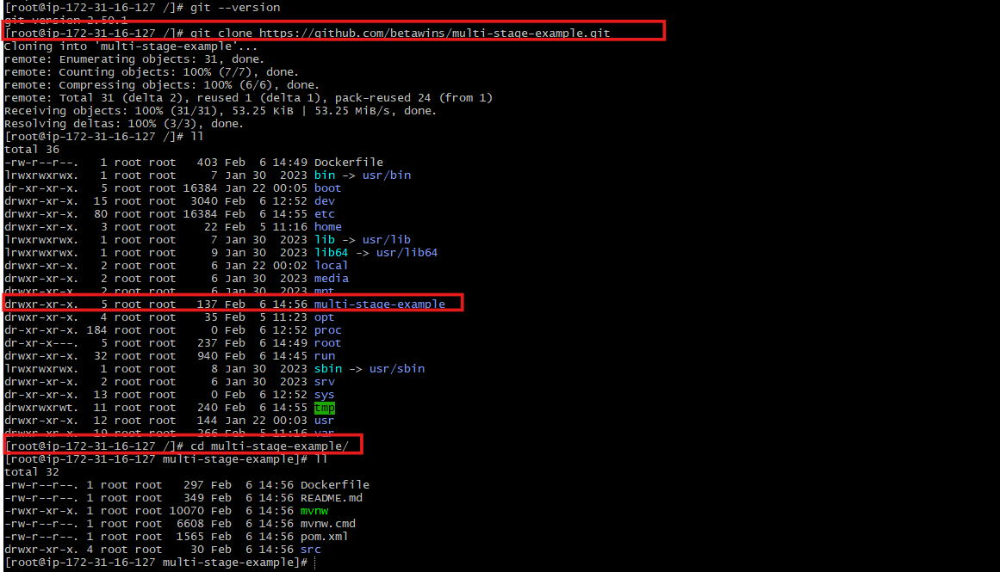 [root@ip-172-31-16-127 /]# git --version
git version 2.50.1
[root@ip-172-31-16-127 /]# git clone https://github.com/betawins/multi-stage-example.git
Cloning into 'multi-stage-example'...
remote: Enumerating objects: 31, done.
remote: Counting objects: 100% (7/7), done.
remote: Compressing objects: 100% (6/6), done.
remote: Total 31 (delta 2), reused 1 (delta 1), pack-reused 24 (from 1)
Receiving objects: 100% (31/31), 53.25 KiB | 53.25 MiB/s, done.
Resolving deltas: 100% (3/3), done.
[root@ip-172-31-16-127 /]# ll
total 36
-rw-r--r--.   1 root root   403 Feb  6 14:49 Dockerfile
lrwxrwxrwx.   1 root root     7 Jan 30  2023 bin -> usr/bin
dr-xr-xr-x.   5 root root 16384 Jan 22 00:05 boot
drwxr-xr-x.  15 root root  3040 Feb  6 12:52 dev
drwxr-xr-x.  80 root root 16384 Feb  6 14:55 etc
drwxr-xr-x.   3 root root    22 Feb  5 11:16 home
lrwxrwxrwx.   1 root root     7 Jan 30  2023 lib -> usr/lib
lrwxrwxrwx.   1 root root     9 Jan 30  2023 lib64 -> usr/lib64
drwxr-xr-x.   2 root root     6 Jan 22 00:02 local
drwxr-xr-x.   2 root root     6 Jan 30  2023 media
drwxr-xr-x.   2 root root     6 Jan 30  2023 mnt
drwxr-xr-x.   5 root root   137 Feb  6 14:56 multi-stage-example
drwxr-xr-x.   4 root root    35 Feb  5 11:23 opt
dr-xr-xr-x. 184 root root     0 Feb  6 12:52 proc
dr-xr-x---.   5 root root   237 Feb  6 14:49 root
drwxr-xr-x.  32 root root   940 Feb  6 14:45 run
lrwxrwxrwx.   1 root root     8 Jan 30  2023 sbin -> usr/sbin
drwxr-xr-x.   2 root root     6 Jan 30  2023 srv
dr-xr-xr-x.  13 root root     0 Feb  6 12:52 sys
drwxrwxrwt.  11 root root   240 Feb  6 14:55 tmp
drwxr-xr-x.  12 root root   144 Jan 22 00:03 usr
drwxr-xr-x.  19 root root   266 Feb  5 11:16 var
[root@ip-172-31-16-127 /]# cd multi-stage-example/
[root@ip-172-31-16-127 multi-stage-example]# ll
total 32
-rw-r--r--. 1 root root   297 Feb  6 14:56 Dockerfile
-rw-r--r--. 1 root root   349 Feb  6 14:56 README.md
-rwxr-xr-x. 1 root root 10070 Feb  6 14:56 mvnw
-rw-r--r--. 1 root root  6608 Feb  6 14:56 mvnw.cmd
-rw-r--r--. 1 root root  1565 Feb  6 14:56 pom.xml
drwxr-xr-x. 4 root root    30 Feb  6 14:56 src
[root@ip-172-31-16-127 multi-stage-example]#